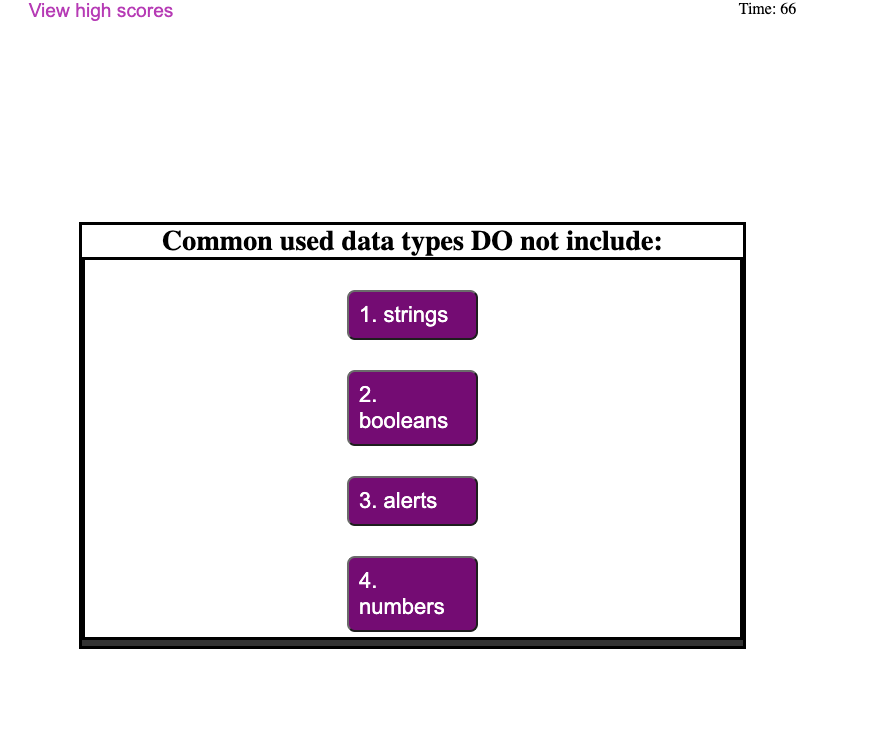 View high scores
Time: 66
Common used data types DO not include:
1. strings
2.
booleans
3. alerts
4.
numbers